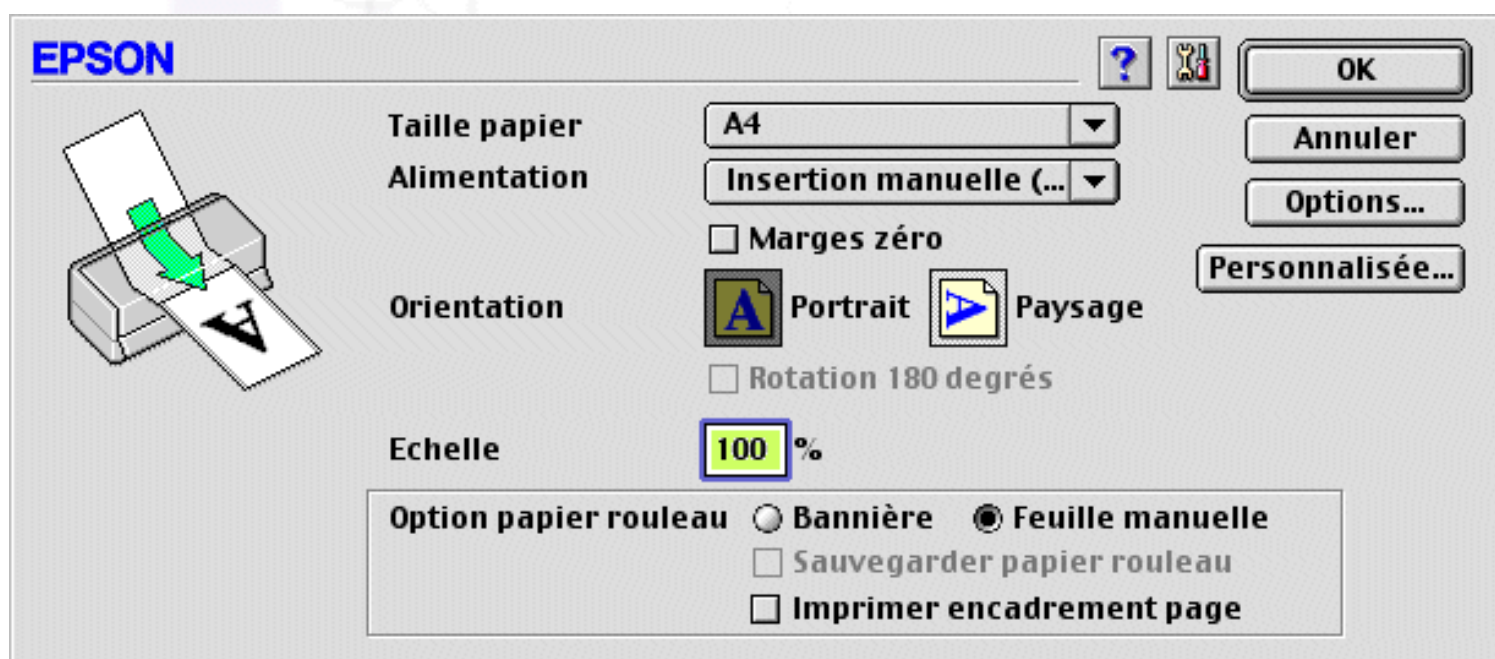 EPSON
?
OK
Taille papier
A4
Annuler
Alimentation
Insertion manuelle (...
Options...
Marges zéro
Personnalisée...
Orientation
A
Portrait
A
Paysage
A
Rotation 180 degrés
Echelle
100 %
Option papier rouleau
Bannière
Feuille manuelle
Sauvegarder papier rouleau
Imprimer encadrement page